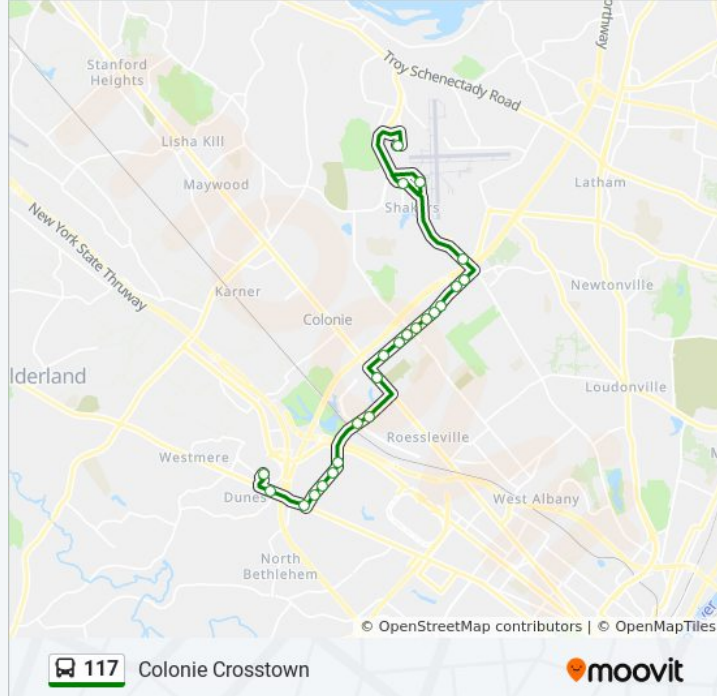 Stanford
Heights
Troy Schenectady Road
Northway
Lisha Kill
Maywood
Latham
Shakers
New York State Thruway
Karner
Newtonville
Colonie
lderland
Loudonville
Roessleville
Westmere
Dunes
West Albany
North
Bethlehem
© OpenStreetMap contributors | © OpenMapTiles
117 Colonie Crosstown
moovit